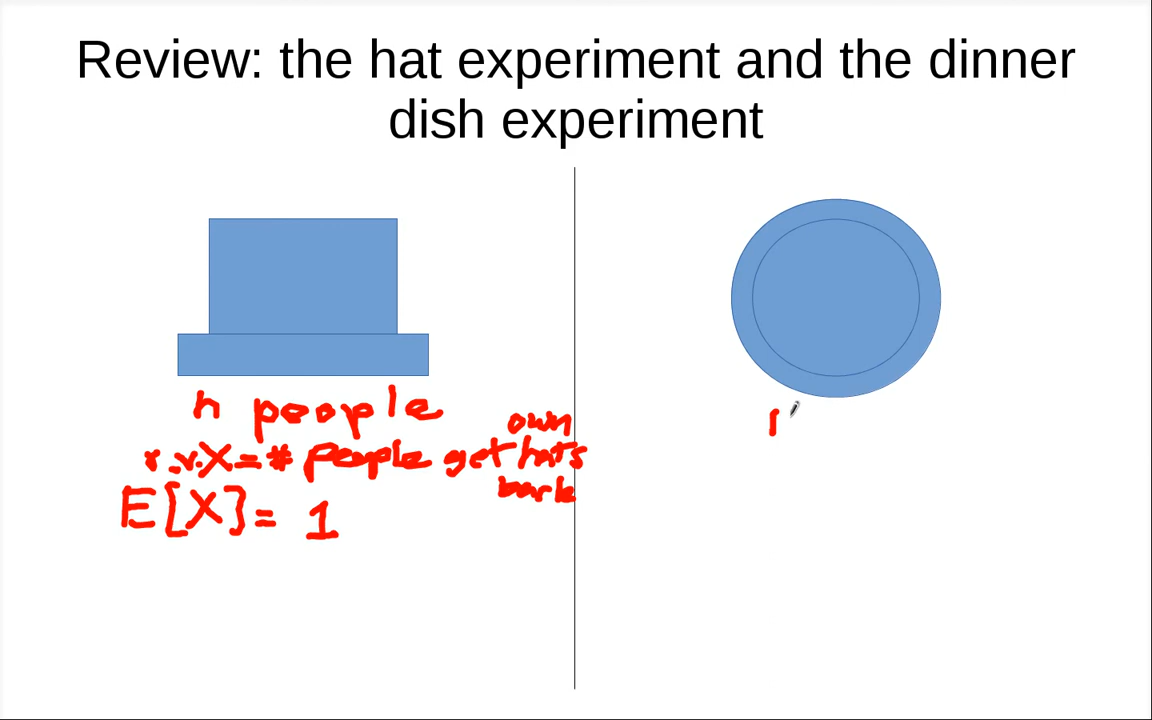 Review: the hat experiment and the dinner
dish experiment
n people
r.v. X = # people get own hats back
E[X] = 1